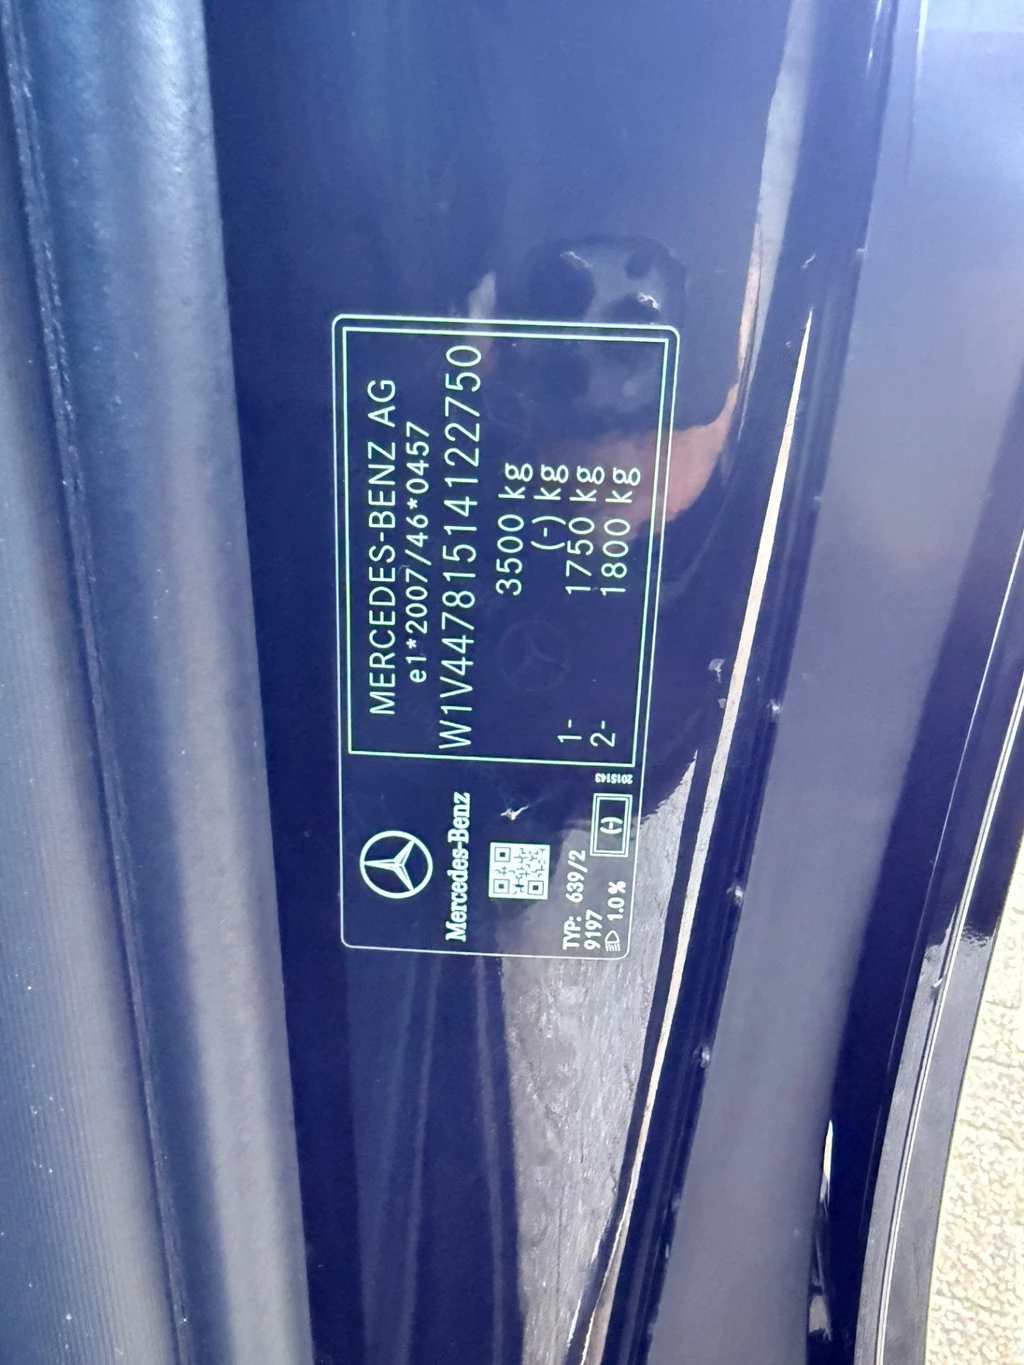 MERCEDES-BENZ AG
e1*2007/46*0457
W1V44781514122750
3500 kg
(-) kg
1- 1750 kg
2- 1800 kg
Mercedes-Benz
TYP: 639/2
9197
1.0 %
(-)
2015143